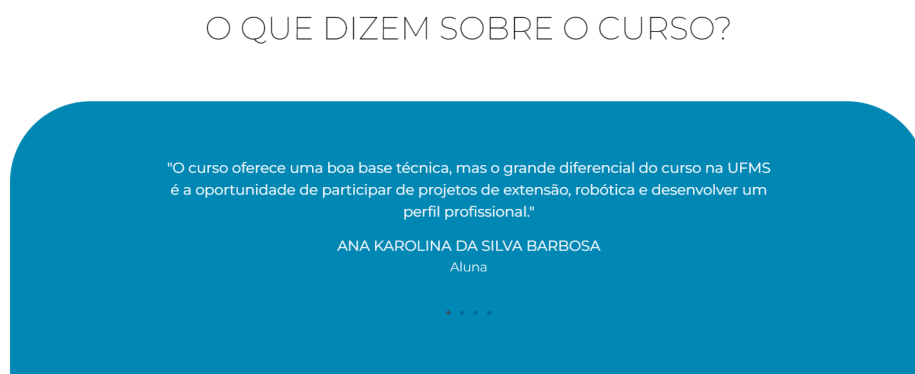 O QUE DIZEM SOBRE O CURSO?
"O curso oferece uma boa base técnica, mas o grande diferencial do curso na UFMS
é a oportunidade de participar de projetos de extensão, robótica e desenvolver um
perfil profissional."
ANA KAROLINA DA SILVA BARBOSA
Aluna